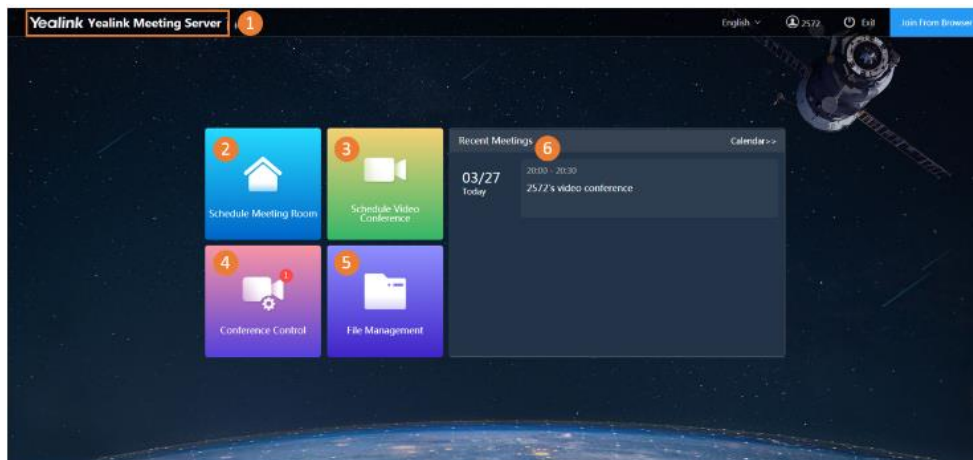 Yealink Yealink Meeting Server
1
English
2572
Exit
Join From Browser
2
Schedule Meeting Room
3
Schedule Video
Conference
4
1
Conference Control
5
File Management
Recent Meetings
6
Calendar>>
03/27
Today
20:00 - 20:30
2572's video conference